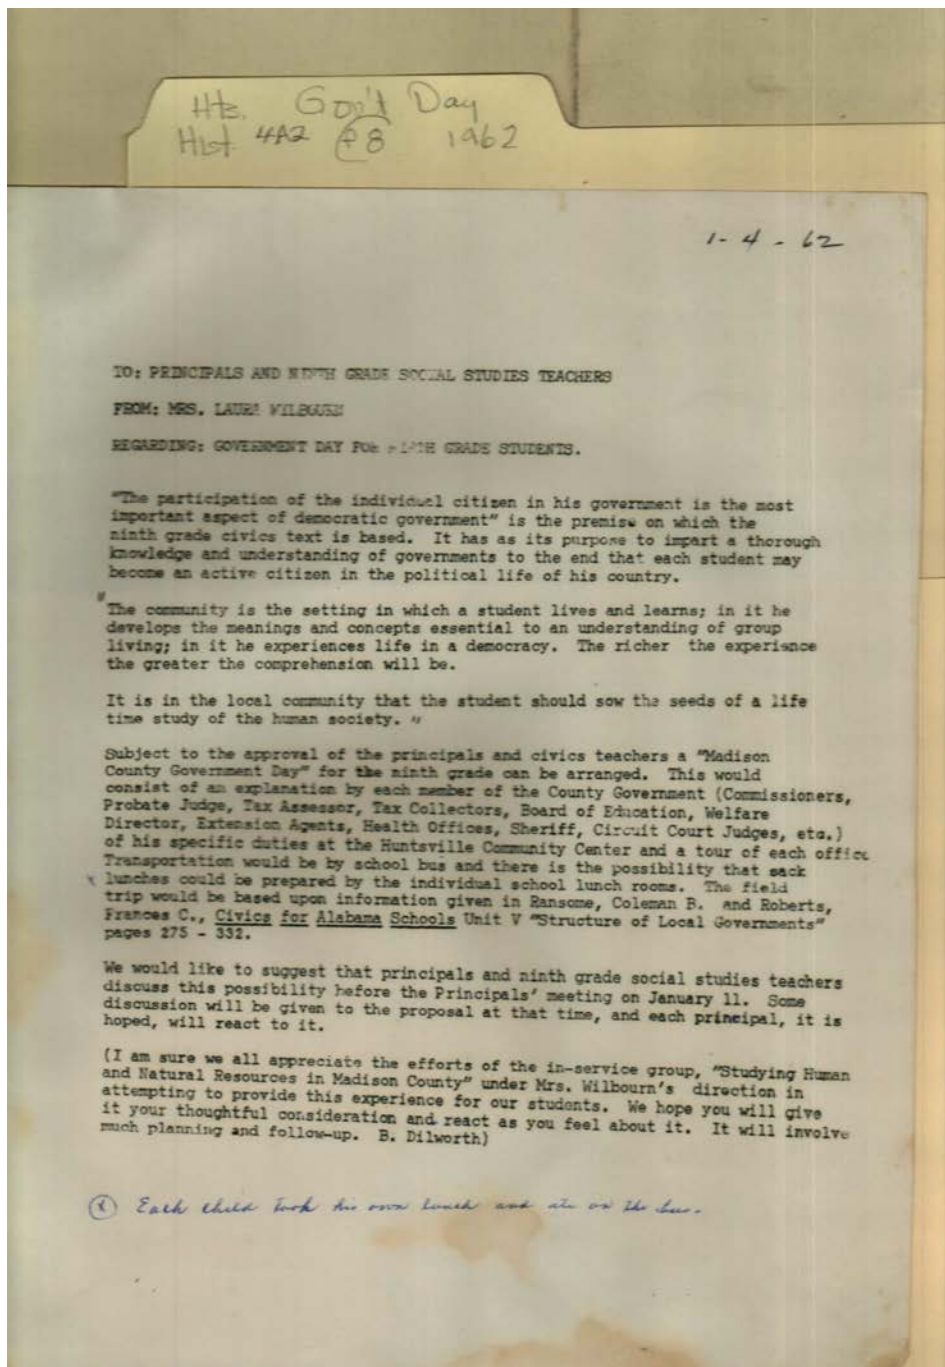 Hts. Gov't Day
Hist 4A2 P8 1962
1-4-62
TO: PRINCIPALS AND NINTH GRADE SOCIAL STUDIES TEACHERS
FROM: MRS. LAURA WILBOURN
REGARDING: GOVERNMENT DAY FOR NINTH GRADE STUDENTS.
"The participation of the individual citizen in his government is the most
important aspect of democratic government" is the premise on which the
ninth grade civics text is based. It has as its purpose to impart a thorough
knowledge and understanding of governments to the end that each student may
become an active citizen in the political life of his country.
"The community is the setting in which a student lives and learns; in it he
develops the meanings and concepts essential to an understanding of group
living; in it he experiences life in a democracy. The richer the experience
the greater the comprehension will be.
It is in the local community that the student should sow the seeds of a life
time study of the human society."
Subject to the approval of the principals and civics teachers a "Madison
County Government Day" for the ninth grade can be arranged. This would
consist of an explanation by each member of the County Government (Commissioners,
Probate Judge, Tax Assessor, Tax Collectors, Board of Education, Welfare
Director, Extension Agents, Health Offices, Sheriff, Circuit Court Judges, etc.)
of his specific duties at the Huntsville Community Center and a tour of each office
Transportation would be by school bus and there is the possibility that sack
x lunches could be prepared by the individual school lunch rooms. The field
trip would be based upon information given in Ransome, Coleman B. and Roberts,
Frances C., Civics for Alabama Schools Unit V "Structure of Local Governments"
pages 275 - 332.
We would like to suggest that principals and ninth grade social studies teachers
discuss this possibility before the Principals' meeting on January 11. Some
discussion will be given to the proposal at that time, and each principal, it is
hoped, will react to it.
(I am sure we all appreciate the efforts of the in-service group, "Studying Human
and Natural Resources in Madison County" under Mrs. Wilbourn's direction in
attempting to provide this experience for our students. We hope you will give
it your thoughtful consideration and react as you feel about it. It will involve
much planning and follow-up. B. Dilworth)
(x) Each child took his own lunch and ate on the bus.